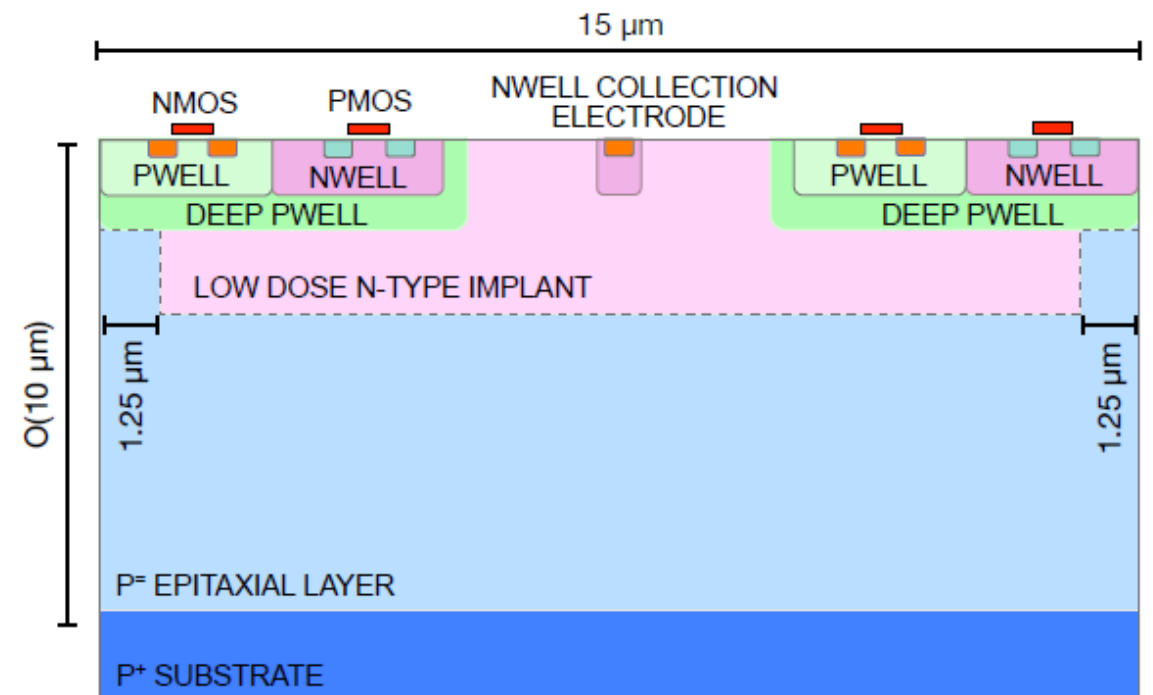 15 µm
NMOS
PMOS
NWELL COLLECTION
ELECTRODE
PWELL
NWELL
PWELL
NWELL
DEEP PWELL
DEEP PWELL
LOW DOSE N-TYPE IMPLANT
O(10 µm)
1.25 µm
1.25 µm
P⁼ EPITAXIAL LAYER
P⁺ SUBSTRATE